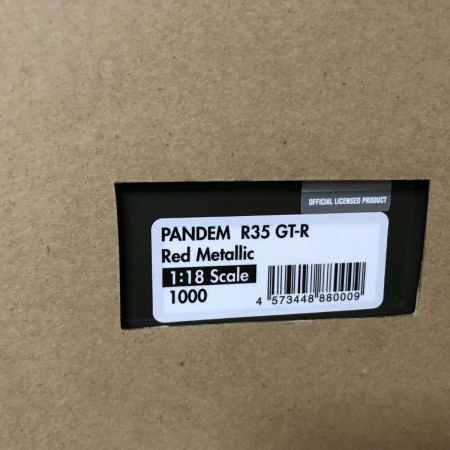 OFFICIAL LICENSED PRODUCT
PANDEM R35 GT-R
Red Metallic
1:18 Scale
1000
4 573448 880009